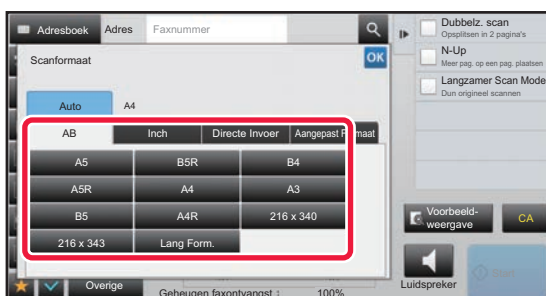 Adresboek Adres Faxnummer
Scanformaat OK
Auto A4
AB Inch Directe Invoer Aangepast F maat
A5 B5R B4
A5R A4 A3
B5 A4R 216 x 340
216 x 343 Lang Form.
Overige
Geheugen faxontvangst : 100%
Dubbelz. scan
Opsplitsen in 2 pagina's
N-Up
Meer pag. op een pag. plaatsen
Langzamer Scan Mode
Dun origineel scannen
Voorbeeld-
weergave
CA
Luidspreker
Start